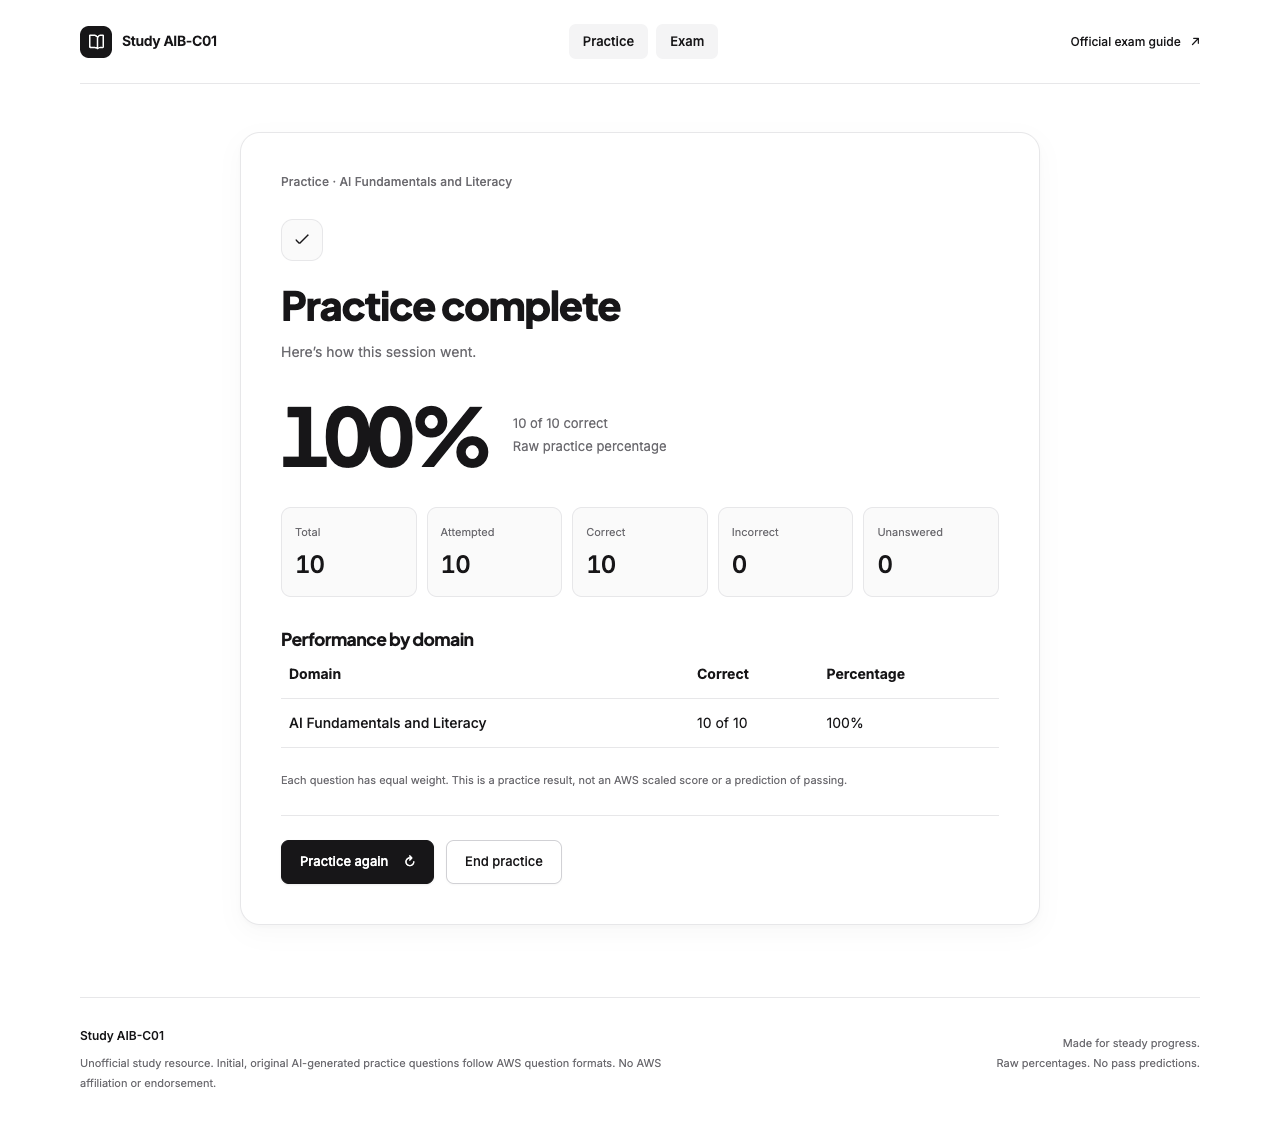 Study AIB-C01
Practice
Exam
Official exam guide
Practice · AI Fundamentals and Literacy
Practice complete
Here’s how this session went.
100%
10 of 10 correct
Raw practice percentage
Total
10
Attempted
10
Correct
10
Incorrect
0
Unanswered
0
Performance by domain
Domain Correct Percentage
AI Fundamentals and Literacy 10 of 10 100%
Each question has equal weight. This is a practice result, not an AWS scaled score or a prediction of passing.
Practice again
End practice
Study AIB-C01
Unofficial study resource. Initial, original AI-generated practice questions follow AWS question formats. No AWS
affiliation or endorsement.
Made for steady progress.
Raw percentages. No pass predictions.